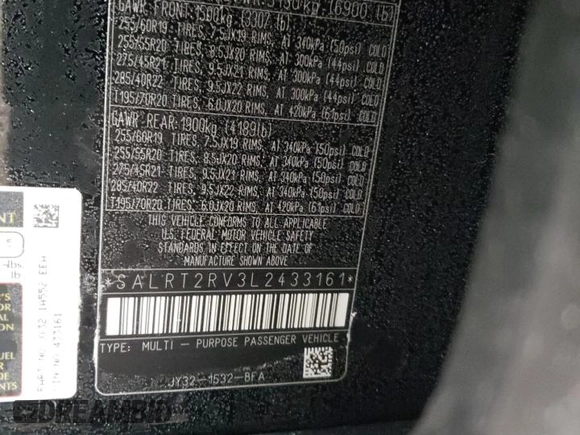 (6900 lb)
GAWR FRONT 1500kg (3307 lb)
255/60R19 TIRES, 7.5JX19 RIMS, AT 340kPa (50psi) COLD
255/55R20 TIRES, 8.5JX20 RIMS, AT 300kPa (44psi) COLD
275/45R21 TIRES, 9.5JX21 RIMS, AT 300kPa (44psi) COLD
285/40R22 TIRES, 9.5JX22 RIMS, AT 300kPa (44psi) COLD
T195/70R20 TIRES, 6.0JX20 RIMS, AT 420kPa (61psi) COLD
GAWR REAR: 1900kg (4189lb)
255/60R19 TIRES, 7.5JX19 RIMS, AT 340kPa (50psi) COLD
255/55R20 TIRES, 8.5JX20 RIMS, AT 340kPa (50psi) COLD
275/45R21 TIRES, 9.5JX21 RIMS, AT 340kPa (50psi) COLD
285/40R22 TIRES, 9.5JX22 RIMS, AT 340kPa (50psi) COLD
T195/70R20 TIRES, 6.0JX20 RIMS, AT 420kPa (61psi) COLD
THIS VEHICLE CONFORMS TO ALL APPLICABLE
U.S. FEDERAL MOTOR VEHICLE SAFETY
STANDARDS IN EFFECT ON THE DATE OF
MANUFACTURE SHOWN ABOVE.
*SALRT2RV3L2433161*
TYPE: MULTI - PURPOSE PASSENGER VEHICLE
JY32-1532-BFA
PART NO.
433161
DREAMBID